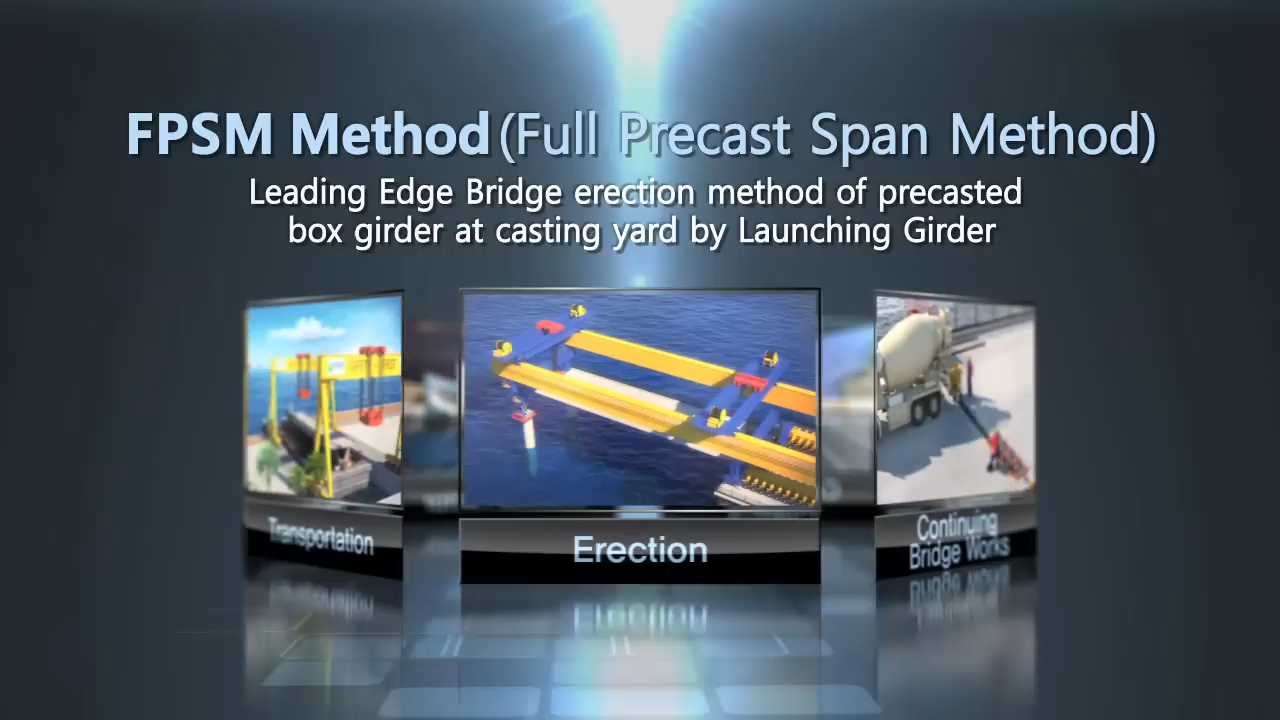 FPSM Method (Full Precast Span Method)
Leading Edge Bridge erection method of precasted
box girder at casting yard by Launching Girder
Transportation
Erection
Continuing
Bridge Works